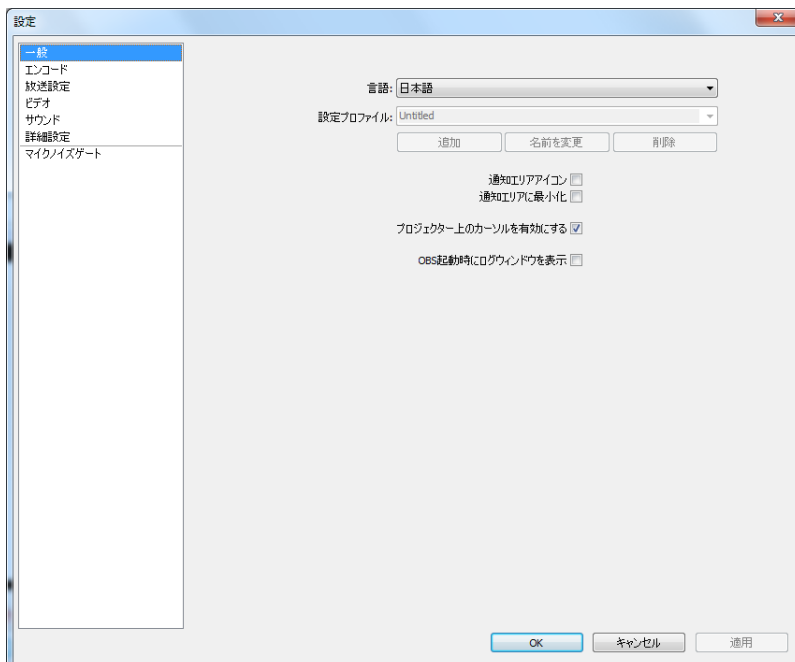 設定
一般
エンコード
放送設定
ビデオ
サウンド
詳細設定
マイクノイズゲート
言語: 日本語
設定プロファイル: Untitled
追加 名前を変更 削除
通知エリアアイコン
通知エリアに最小化
プロジェクター上のカーソルを有効にする
OBS起動時にログウィンドウを表示
OK キャンセル 適用